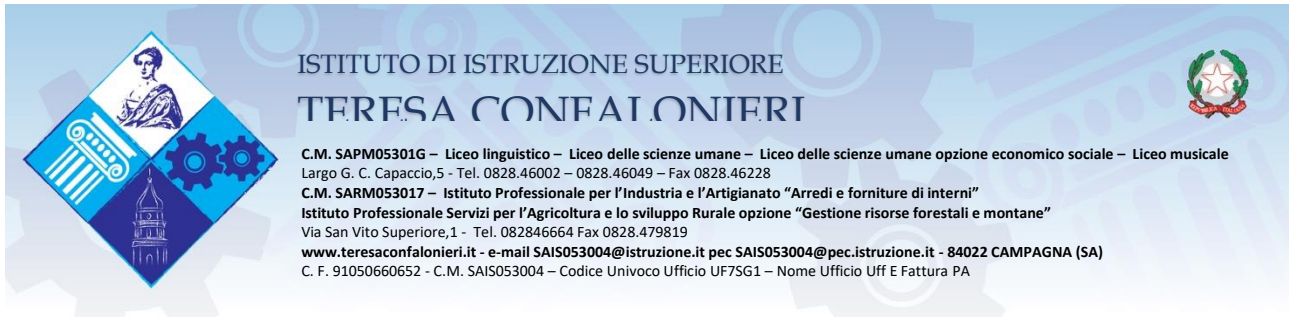 ISTITUTO DI ISTRUZIONE SUPERIORE
TERESA CONFALONIERI
C.M. SAPM05301G – Liceo linguistico – Liceo delle scienze umane – Liceo delle scienze umane opzione economico sociale – Liceo musicale
Largo G. C. Capaccio,5 - Tel. 0828.46002 – 0828.46049 – Fax 0828.46228
C.M. SARM053017 – Istituto Professionale per l’Industria e l’Artigianato “Arredi e forniture di interni”
Istituto Professionale Servizi per l’Agricoltura e lo sviluppo Rurale opzione “Gestione risorse forestali e montane”
Via San Vito Superiore,1 - Tel. 082846664 Fax 0828.479819
www.teresaconfalonieri.it - e-mail SAIS053004@istruzione.it pec SAIS053004@pec.istruzione.it - 84022 CAMPAGNA (SA)
C. F. 91050660652 - C.M. SAIS053004 – Codice Univoco Ufficio UF7SG1 – Nome Ufficio Uff E Fattura PA